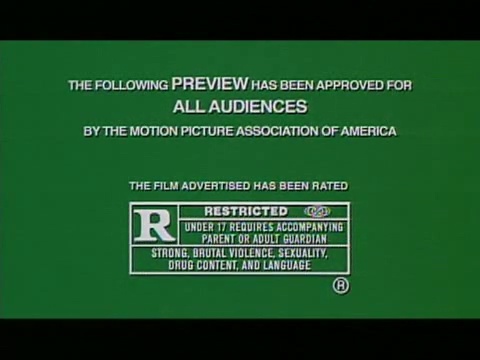 THE FOLLOWING PREVIEW HAS BEEN APPROVED FOR
ALL AUDIENCES
BY THE MOTION PICTURE ASSOCIATION OF AMERICA
THE FILM ADVERTISED HAS BEEN RATED
R RESTRICTED
UNDER 17 REQUIRES ACCOMPANYING
PARENT OR ADULT GUARDIAN
STRONG, BRUTAL VIOLENCE, SEXUALITY,
DRUG CONTENT, AND LANGUAGE
®